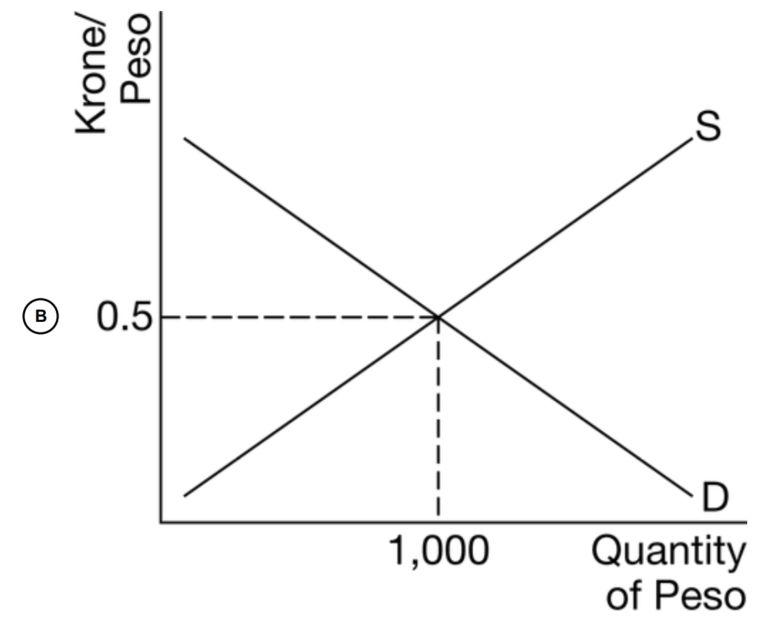 Krone/
Peso
S
B
0.5
D
1,000
Quantity
of Peso